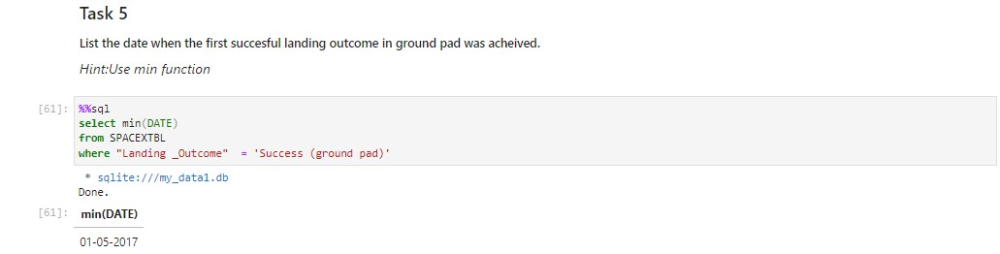 Task 5
List the date when the first succesful landing outcome in ground pad was acheived.
Hint:Use min function
[61]: %%sql
select min(DATE)
from SPACEXTBL
where "Landing _Outcome"  = 'Success (ground pad)'
* sqlite:///my_data1.db
Done.
[61]: min(DATE)
01-05-2017